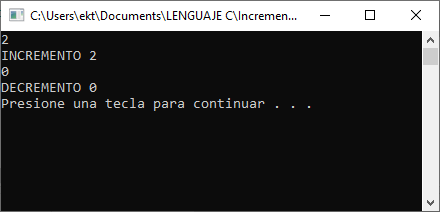 C:\Users\ekt\Documents\LENGUAJE C\Incremen...
2
INCREMENTO 2
0
DECREMENTO 0
Presione una tecla para continuar . . .